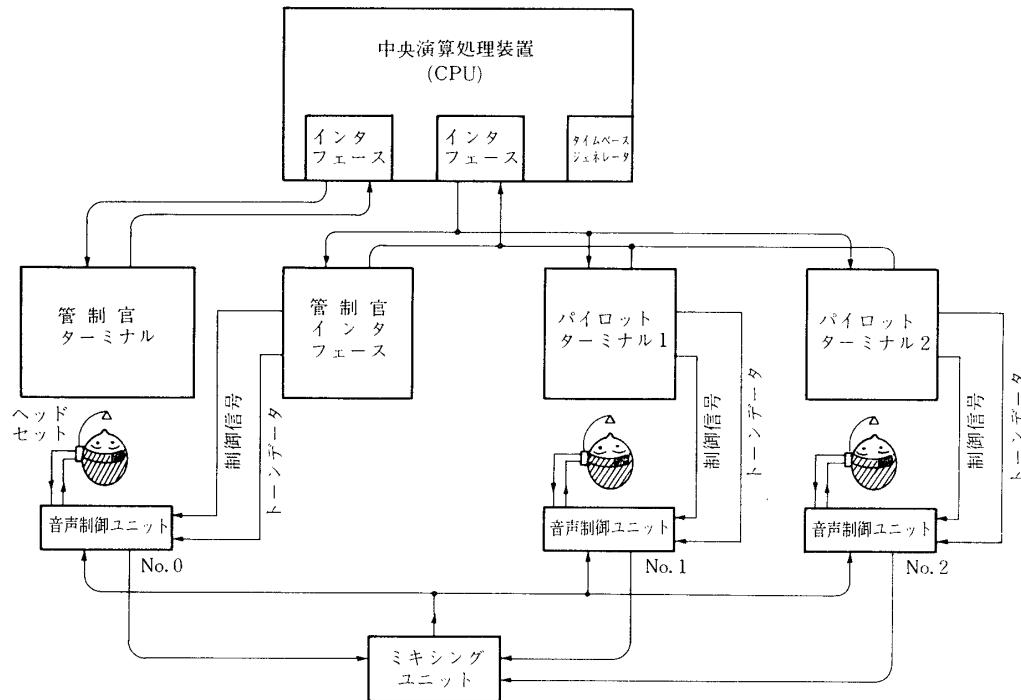 中央演算処理装置
(CPU)
インタ
フェース
インタ
フェース
タイムベース
ジェネレータ
管制官
ターミナル
管制官
インタ
フェース
パイロット
ターミナル1
パイロット
ターミナル2
ヘッド
セット
制御信号
トーンデータ
制御信号
トーンデータ
制御信号
トーンデータ
音声制御ユニット
No.0
音声制御ユニット
No.1
音声制御ユニット
No.2
ミキシング
ユニット